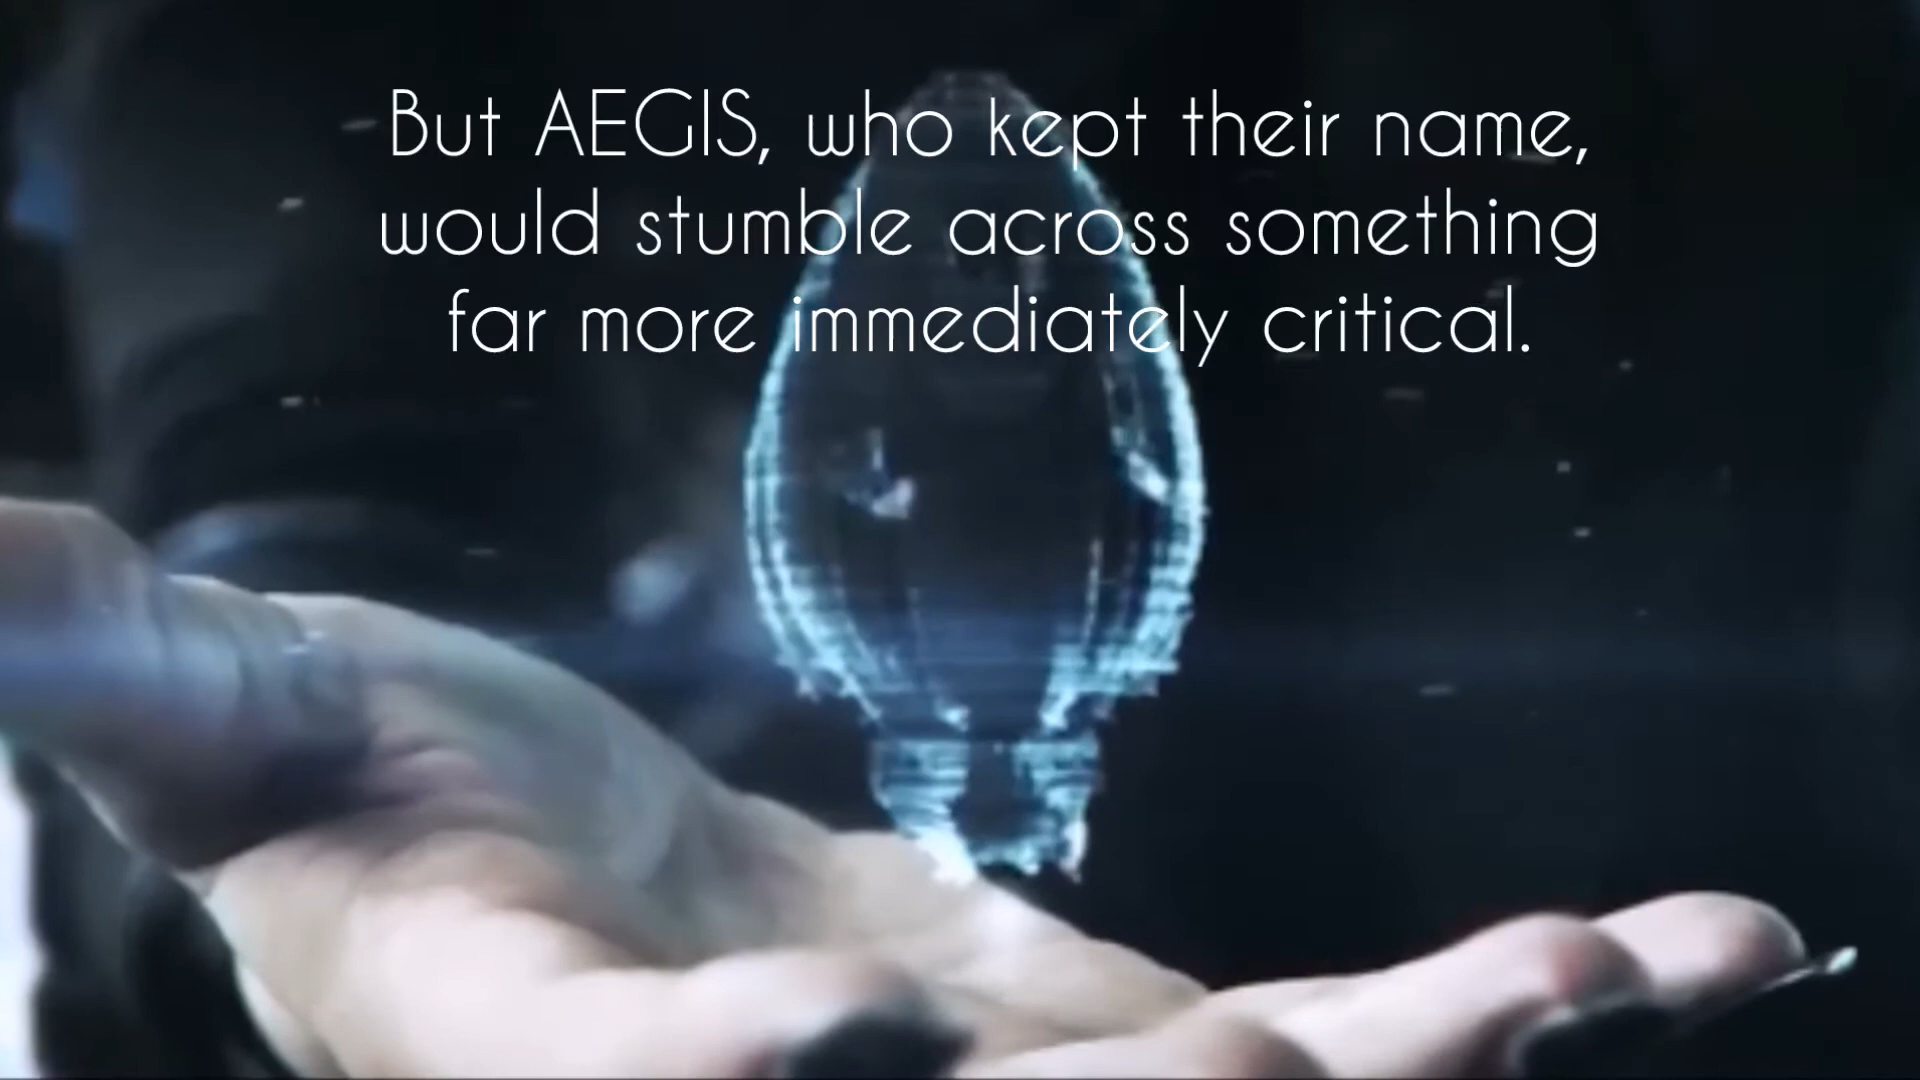 But AEGIS, who kept their name,
would stumble across something
far more immediately critical.